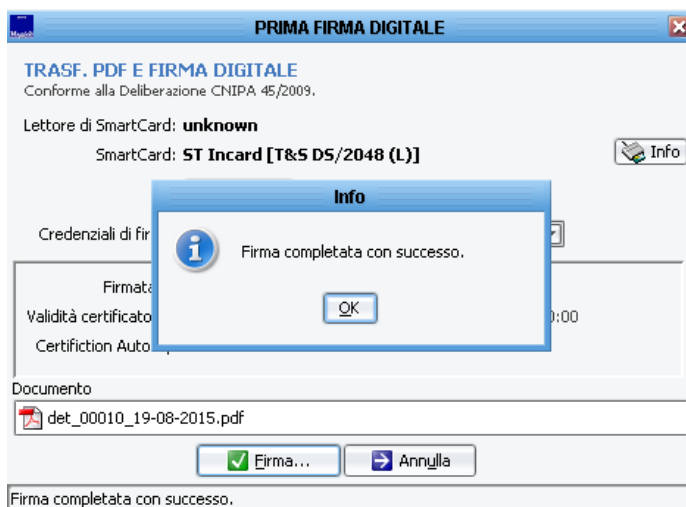 PRIMA FIRMA DIGITALE
TRASF. PDF E FIRMA DIGITALE
Conforme alla Deliberazione CNIPA 45/2009.
Lettore di SmartCard: unknown
SmartCard: ST Incard [T&S DS/2048 (L)]
Info
Info
Credenziali di fir
Firma completata con successo.
Firmata
OK
Validità certificato
0:00
Certifiction Auto
Documento
det_00010_19-08-2015.pdf
Firma...
Annulla
Firma completata con successo.